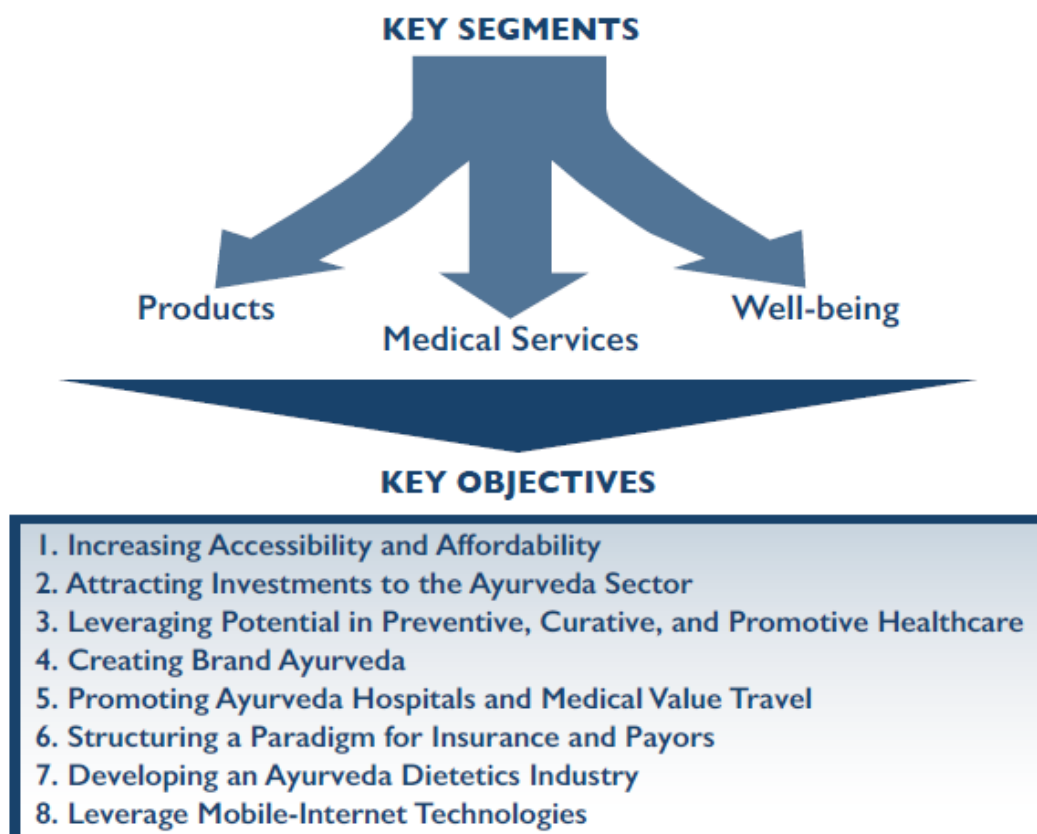 KEY SEGMENTS
Products
Medical Services
Well-being
KEY OBJECTIVES
1. Increasing Accessibility and Affordability
2. Attracting Investments to the Ayurveda Sector
3. Leveraging Potential in Preventive, Curative, and Promotive Healthcare
4. Creating Brand Ayurveda
5. Promoting Ayurveda Hospitals and Medical Value Travel
6. Structuring a Paradigm for Insurance and Payors
7. Developing an Ayurveda Dietetics Industry
8. Leverage Mobile-Internet Technologies